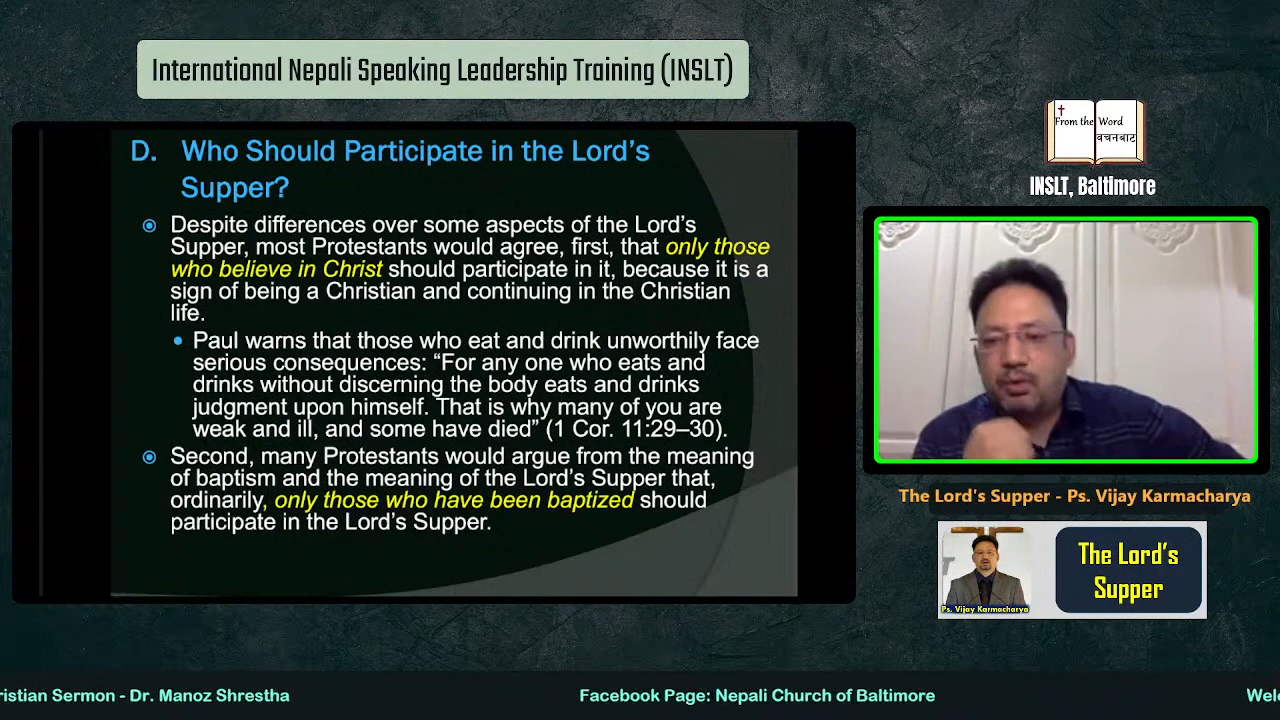 International Nepali Speaking Leadership Training (INSLT)
D. Who Should Participate in the Lord's
Supper?
Despite differences over some aspects of the Lord's
Supper, most Protestants would agree, first, that only those
who believe in Christ should participate in it, because it is a
sign of being a Christian and continuing in the Christian
life.
Paul warns that those who eat and drink unworthily face
serious consequences: “For any one who eats and
drinks without discerning the body eats and drinks
judgment upon himself. That is why many of you are
weak and ill, and some have died” (1 Cor. 11:29–30).
Second, many Protestants would argue from the meaning
of baptism and the meaning of the Lord's Supper that,
ordinarily, only those who have been baptized should
participate in the Lord's Supper.
From the Word
वचनबाट
INSLT, Baltimore
The Lord's Supper - Ps. Vijay Karmacharya
Ps. Vijay Karmacharya
The Lord's
Supper
ristian Sermon - Dr. Manoz Shrestha
Facebook Page: Nepali Church of Baltimore
Welc